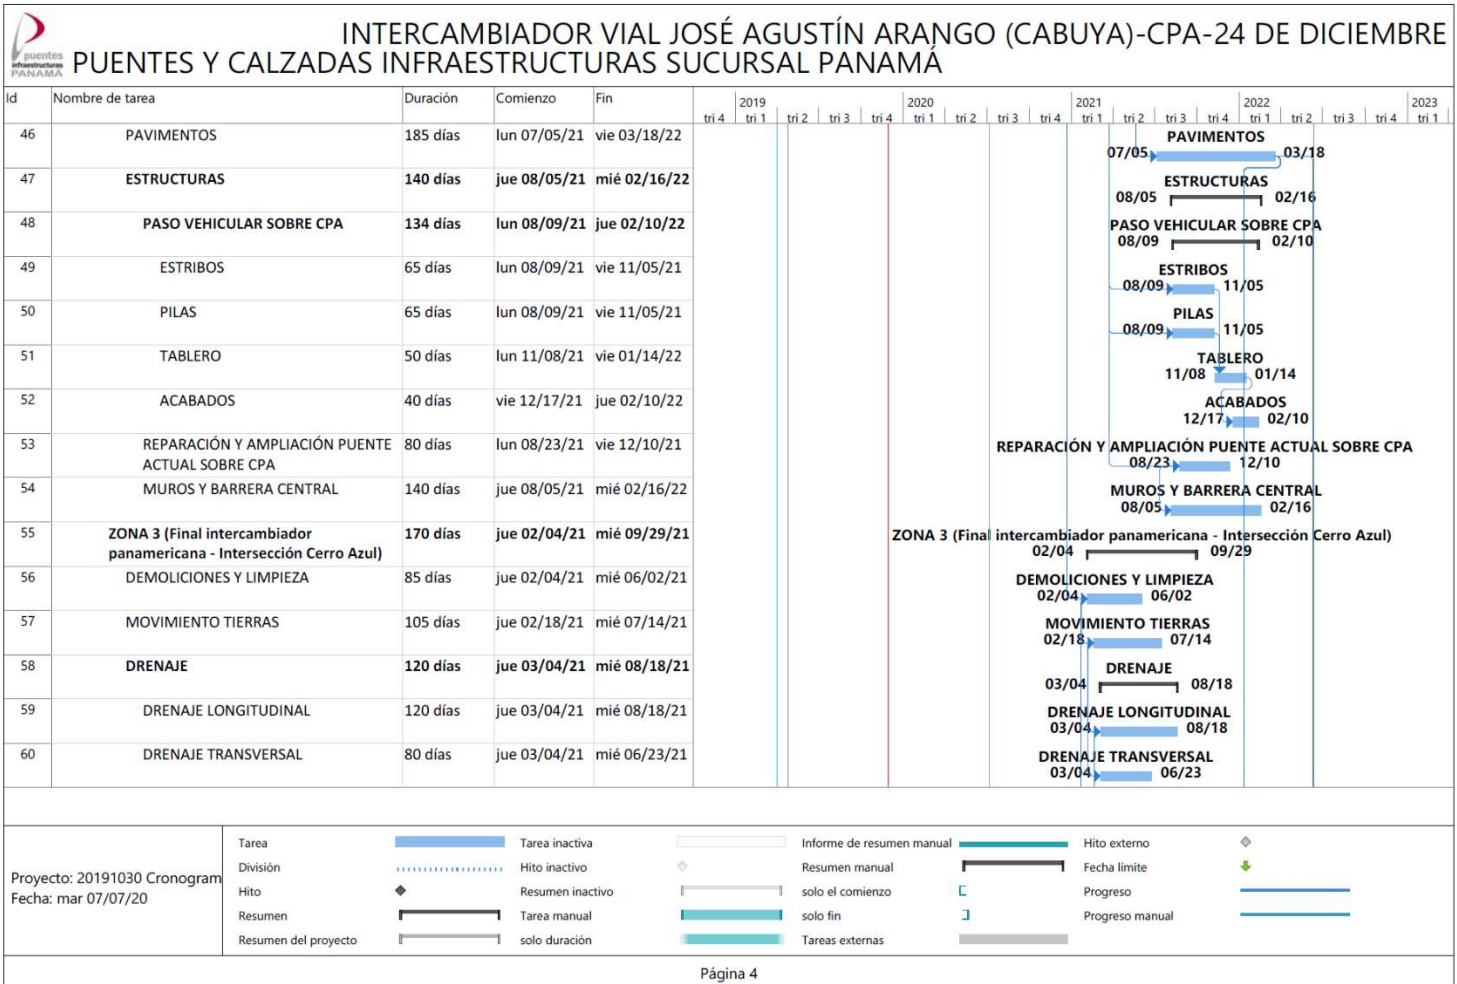 INTERCAMBIADOR VIAL JOSÉ AGUSTÍN ARANGO (CABUYA)-CPA-24 DE DICIEMBRE
puentes
infraestructuras
PANAMÁ
PUENTES Y CALZADAS INFRAESTRUCTURAS SUCURSAL PANAMÁ
Id Nombre de tarea Duración Comienzo Fin
2019 2020 2021 2022 2023
tri 4 tri 1 tri 2 tri 3 tri 4 tri 1 tri 2 tri 3 tri 4 tri 1 tri 2 tri 3 tri 4 tri 1 tri 2 tri 3 tri 4 tri 1
46 PAVIMENTOS 185 días lun 07/05/21 vie 03/18/22
PAVIMENTOS
07/05 03/18
47 ESTRUCTURAS 140 días jue 08/05/21 mié 02/16/22
ESTRUCTURAS
08/05 02/16
48 PASO VEHICULAR SOBRE CPA 134 días lun 08/09/21 jue 02/10/22
PASO VEHICULAR SOBRE CPA
08/09 02/10
49 ESTRIBOS 65 días lun 08/09/21 vie 11/05/21
ESTRIBOS
08/09 11/05
50 PILAS 65 días lun 08/09/21 vie 11/05/21
PILAS
08/09 11/05
51 TABLERO 50 días lun 11/08/21 vie 01/14/22
TABLERO
11/08 01/14
52 ACABADOS 40 días vie 12/17/21 jue 02/10/22
ACABADOS
12/17 02/10
53 REPARACIÓN Y AMPLIACIÓN PUENTE 80 días lun 08/23/21 vie 12/10/21
ACTUAL SOBRE CPA
REPARACIÓN Y AMPLIACIÓN PUENTE ACTUAL SOBRE CPA
08/23 12/10
54 MUROS Y BARRERA CENTRAL 140 días jue 08/05/21 mié 02/16/22
MUROS Y BARRERA CENTRAL
08/05 02/16
55 ZONA 3 (Final intercambiador 170 días jue 02/04/21 mié 09/29/21
panamericana - Intersección Cerro Azul)
ZONA 3 (Final intercambiador panamericana - Intersección Cerro Azul)
02/04 09/29
56 DEMOLICIONES Y LIMPIEZA 85 días jue 02/04/21 mié 06/02/21
DEMOLICIONES Y LIMPIEZA
02/04 06/02
57 MOVIMIENTO TIERRAS 105 días jue 02/18/21 mié 07/14/21
MOVIMIENTO TIERRAS
02/18 07/14
58 DRENAJE 120 días jue 03/04/21 mié 08/18/21
DRENAJE
03/04 08/18
59 DRENAJE LONGITUDINAL 120 días jue 03/04/21 mié 08/18/21
DRENAJE LONGITUDINAL
03/04 08/18
60 DRENAJE TRANSVERSAL 80 días jue 03/04/21 mié 06/23/21
DRENAJE TRANSVERSAL
03/04 06/23
Proyecto: 20191030 Cronogram
Fecha: mar 07/07/20
Tarea Tarea inactiva Informe de resumen manual Hito externo
División Hito inactivo Resumen manual Fecha límite
Hito Resumen inactivo solo el comienzo Progreso
Resumen Tarea manual solo fin Progreso manual
Resumen del proyecto solo duración Tareas externas
Página 4